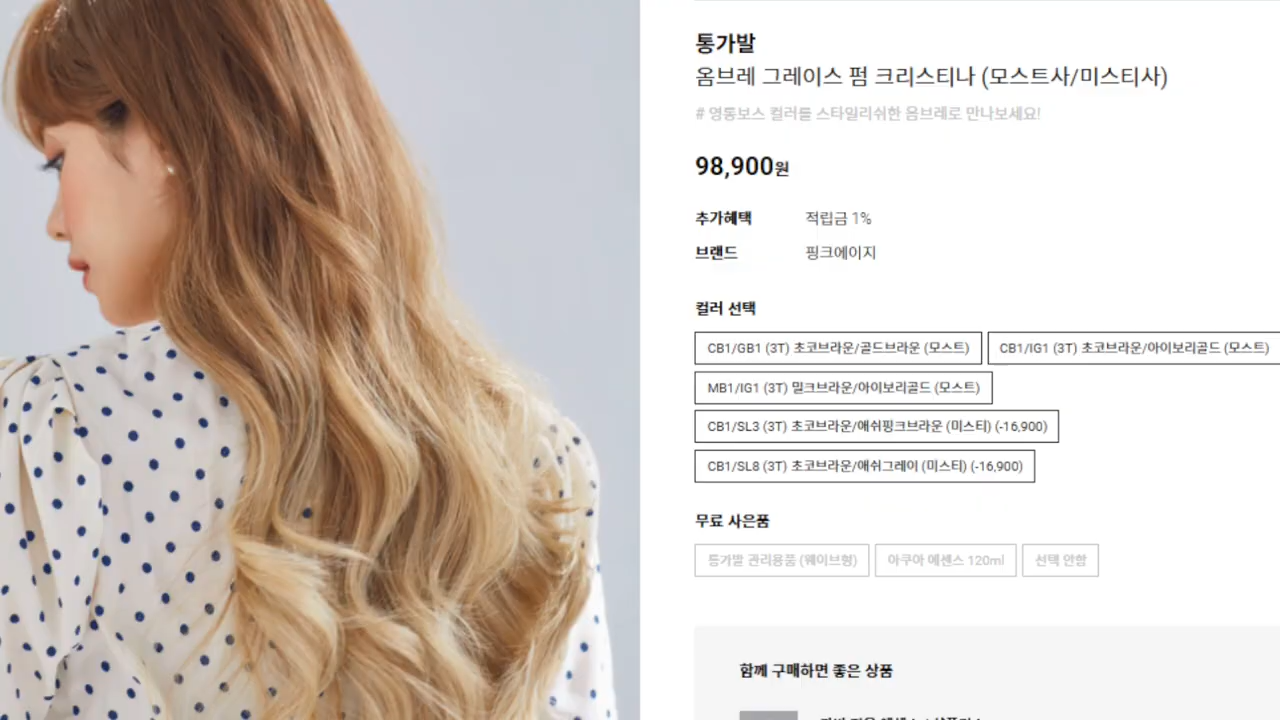 통가발
옴브레 그레이스 펌 크리스티나 (모스트사/미스티사)
# 영롱보스 컬러를 스타일리쉬한 옴브레로 만나보세요!
98,900원
추가혜택 적립금 1%
브랜드 핑크에이지
컬러 선택
CB1/GB1 (3T) 초코브라운/골드브라운 (모스트) CB1/IG1 (3T) 초코브라운/아이보리골드 (모스트)
MB1/IG1 (3T) 밀크브라운/아이보리골드 (모스트)
CB1/SL3 (3T) 초코브라운/애쉬핑크브라운 (미스티) (-16,900)
CB1/SL8 (3T) 초코브라운/애쉬그레이 (미스티) (-16,900)
무료 사은품
통가발 관리용품 (웨이브형) 아쿠아 에센스 120ml 선택 안함
함께 구매하면 좋은 상품